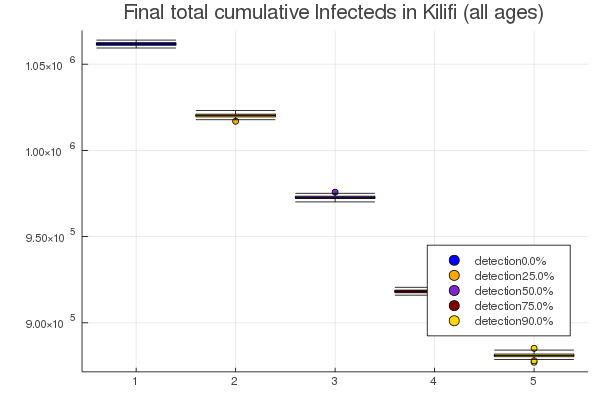 Final total cumulative Infecteds in Kilifi (all ages)
1.05×10 6
1.00×10 6
9.50×10 5
9.00×10 5
detection0.0%
detection25.0%
detection50.0%
detection75.0%
detection90.0%
1 2 3 4 5